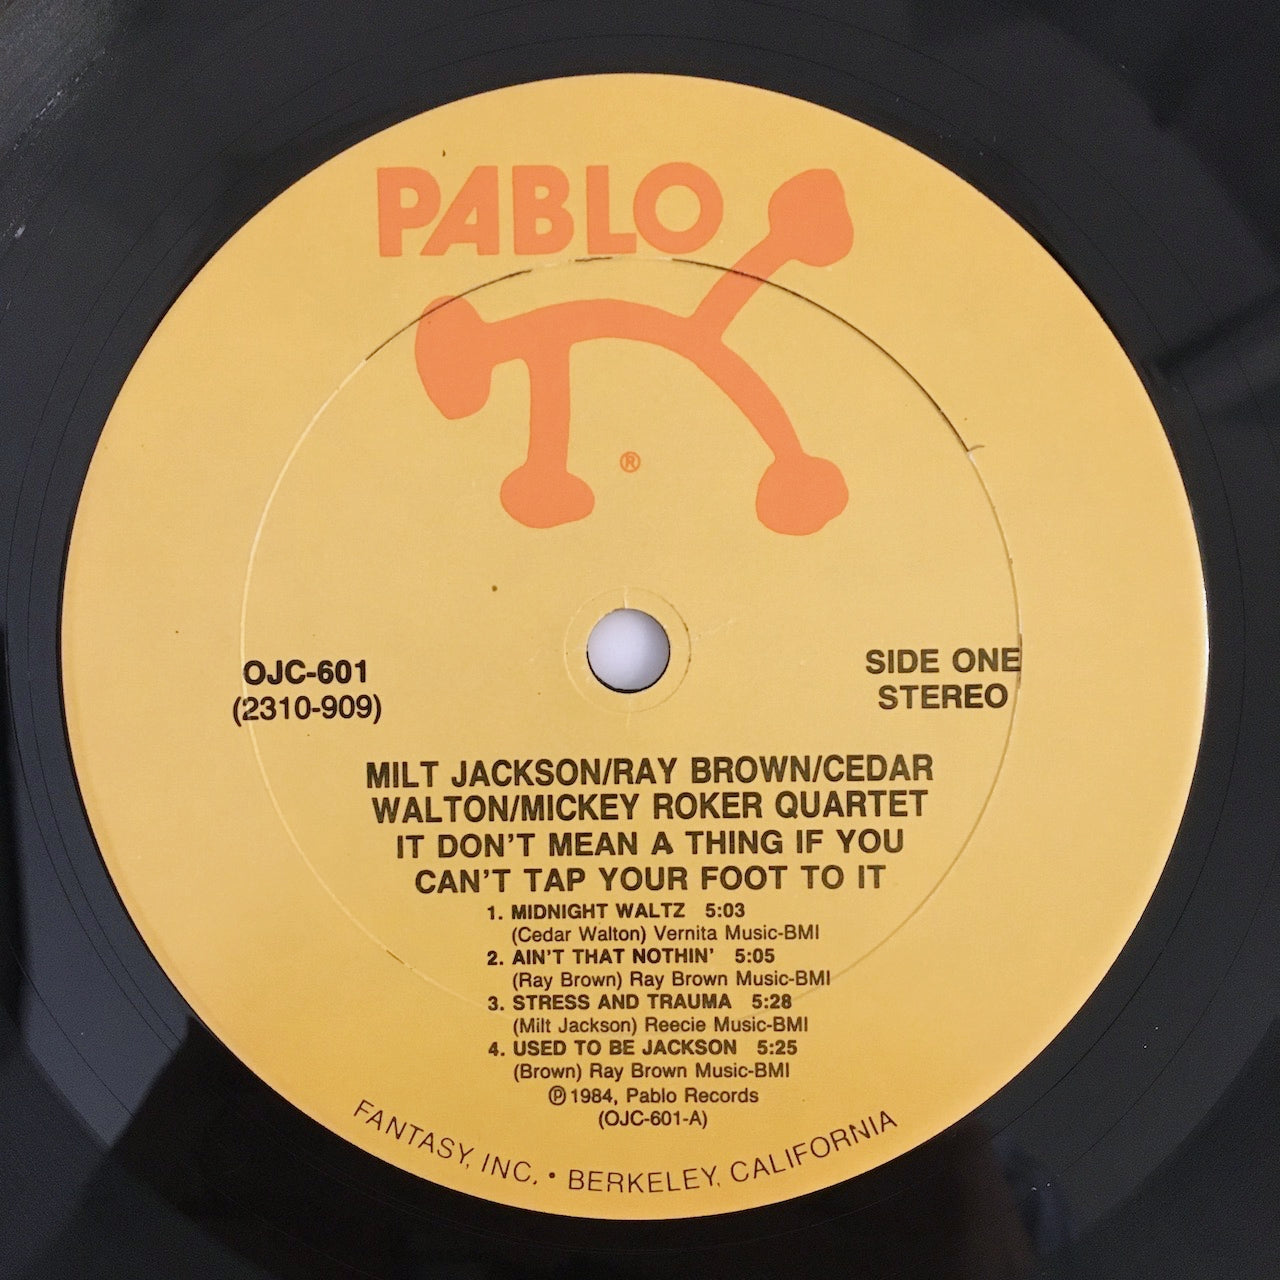 PABLO
®
OJC-601
(2310-909)
SIDE ONE
STEREO
MILT JACKSON/RAY BROWN/CEDAR
WALTON/MICKEY ROKER QUARTET
IT DON'T MEAN A THING IF YOU
CAN'T TAP YOUR FOOT TO IT
1. MIDNIGHT WALTZ 5:03
(Cedar Walton) Vernita Music-BMI
2. AIN'T THAT NOTHIN' 5:05
(Ray Brown) Ray Brown Music-BMI
3. STRESS AND TRAUMA 5:28
(Milt Jackson) Reecie Music-BMI
4. USED TO BE JACKSON 5:25
(Brown) Ray Brown Music-BMI
℗ 1984, Pablo Records
(OJC-601-A)
FANTASY, INC. • BERKELEY, CALIFORNIA